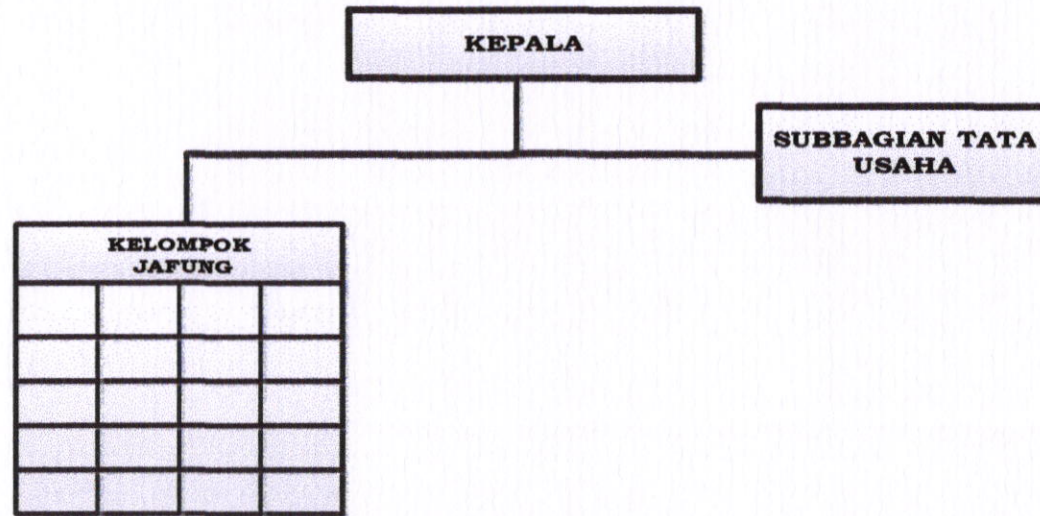 KEPALA
SUBBAGIAN TATA
USAHA
KELOMPOK
JAFUNG